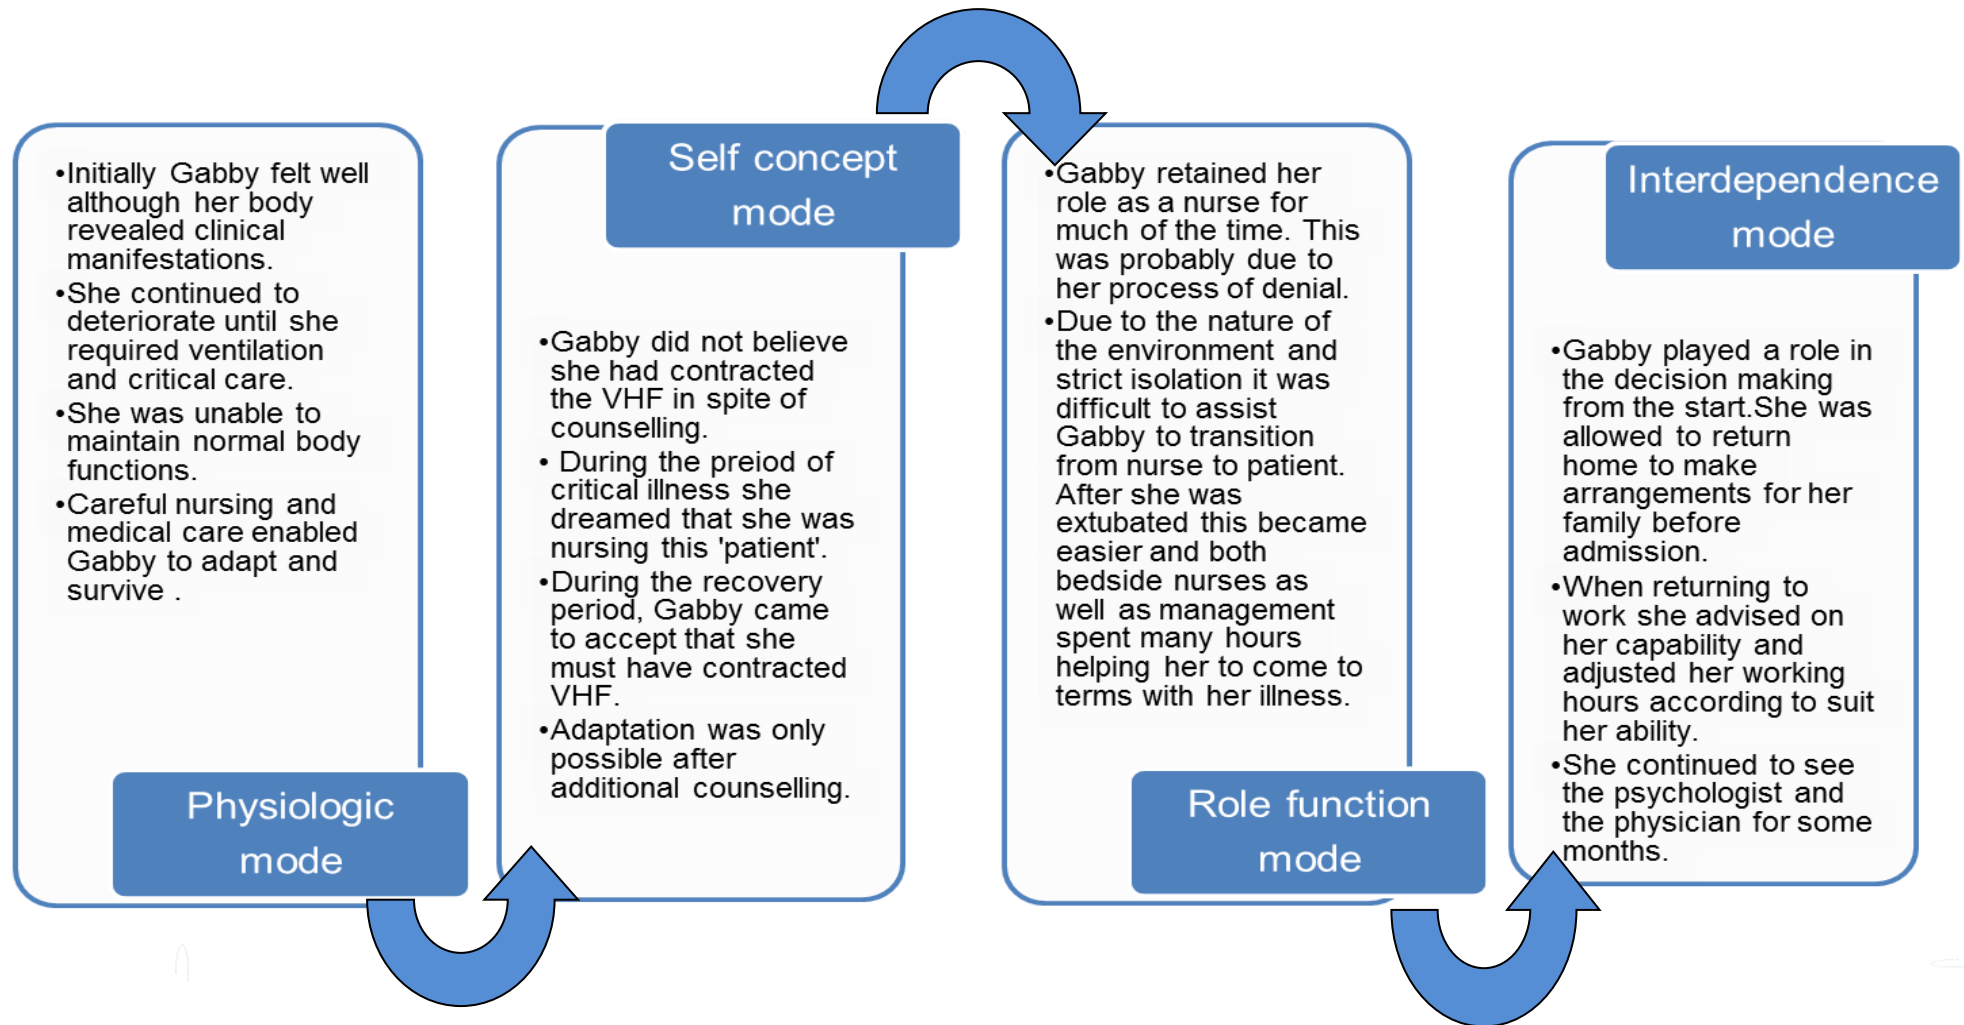 •Initially Gabby felt well
although her body
revealed clinical
manifestations.
•She continued to
deteriorate until she
required ventilation
and critical care.
•She was unable to
maintain normal body
functions.
•Careful nursing and
medical care enabled
Gabby to adapt and
survive .
Physiologic
mode
Self concept
mode
•Gabby did not believe
she had contracted
the VHF in spite of
counselling.
• During the preiod of
critical illness she
dreamed that she was
nursing this 'patient'.
•During the recovery
period, Gabby came
to accept that she
must have contracted
VHF.
•Adaptation was only
possible after
additional counselling.
•Gabby retained her
role as a nurse for
much of the time. This
was probably due to
her process of denial.
•Due to the nature of
the environment and
strict isolation it was
difficult to assist
Gabby to transition
from nurse to patient.
After she was
extubated this became
easier and both
bedside nurses as
well as management
spent many hours
helping her to come to
terms with her illness.
Role function
mode
Interdependence
mode
•Gabby played a role in
the decision making
from the start.She was
allowed to return
home to make
arrangements for her
family before
admission.
•When returning to
work she advised on
her capability and
adjusted her working
hours according to suit
her ability.
•She continued to see
the psychologist and
the physician for some
months.